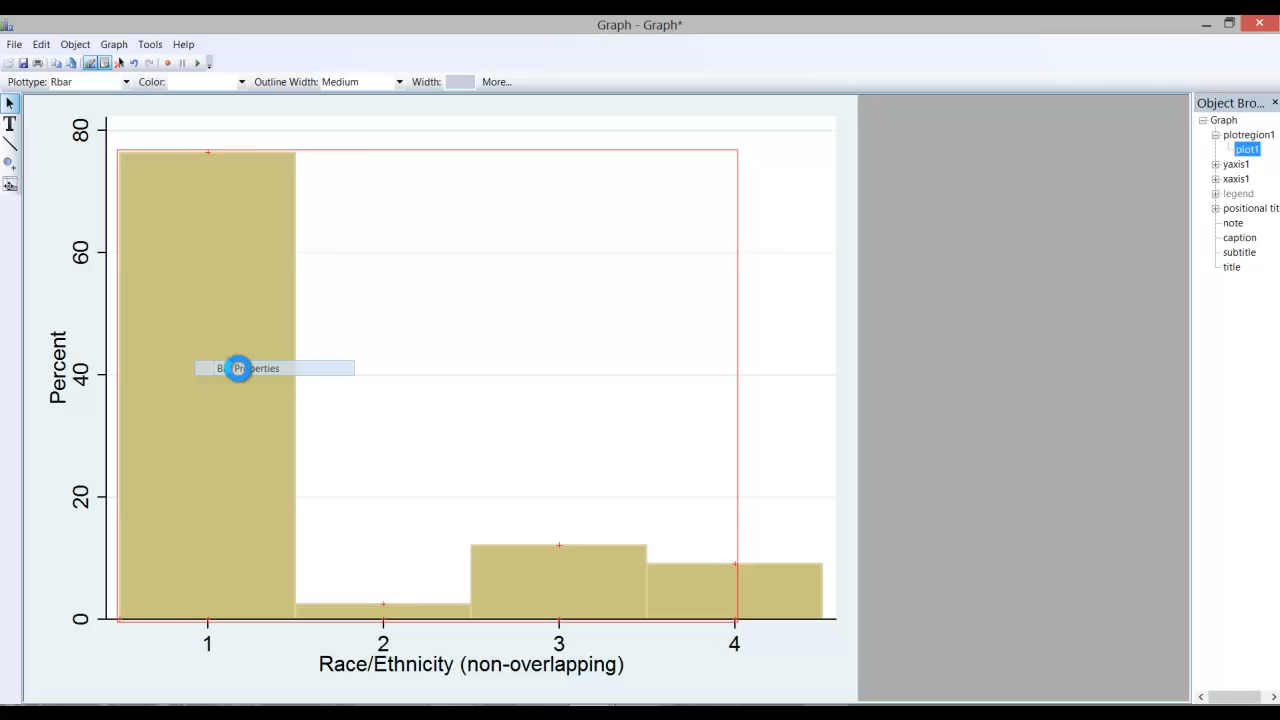 Graph - Graph*
File Edit Object Graph Tools Help
Plottype: Rbar Color: Outline Width: Medium Width: More...
Object Bro...
Graph
plotregion1
plot1
yaxis1
xaxis1
legend
positional tit
note
caption
subtitle
title
80
60
40
20
0
Percent
Bar Properties
1 2 3 4
Race/Ethnicity (non-overlapping)